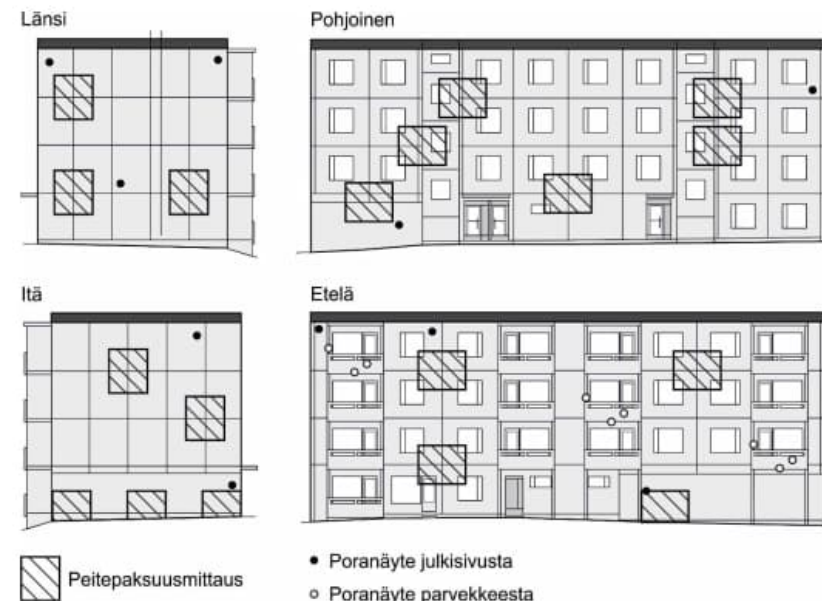 Länsi
Pohjoinen
Itä
Etelä
Peitepaksuusmittaus
Poranäyte julkisivusta
Poranäyte parvekkeesta